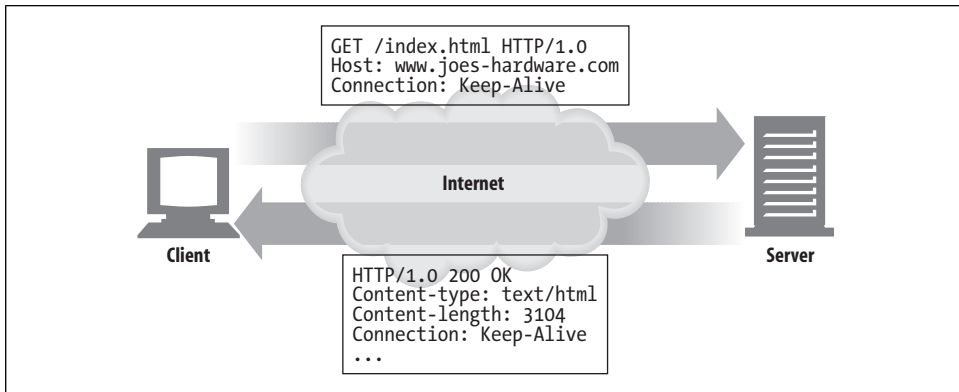 GET /index.html HTTP/1.0
Host: www.joes-hardware.com
Connection: Keep-Alive
Internet
Client
Server
HTTP/1.0 200 OK
Content-type: text/html
Content-length: 3104
Connection: Keep-Alive
...